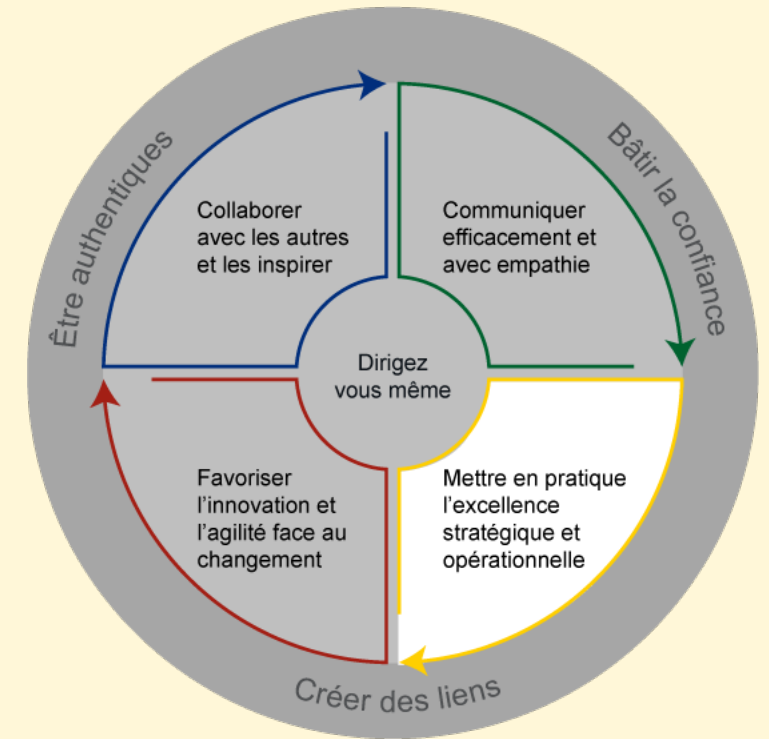 Être authentiques
Bâtir la confiance
Collaborer
avec les autres
et les inspirer
Communiquer
efficacement et
avec empathie
Dirigez
vous même
Favoriser
l’innovation et
l’agilité face au
changement
Mettre en pratique
l’excellence
stratégique et
opérationnelle
Créer des liens